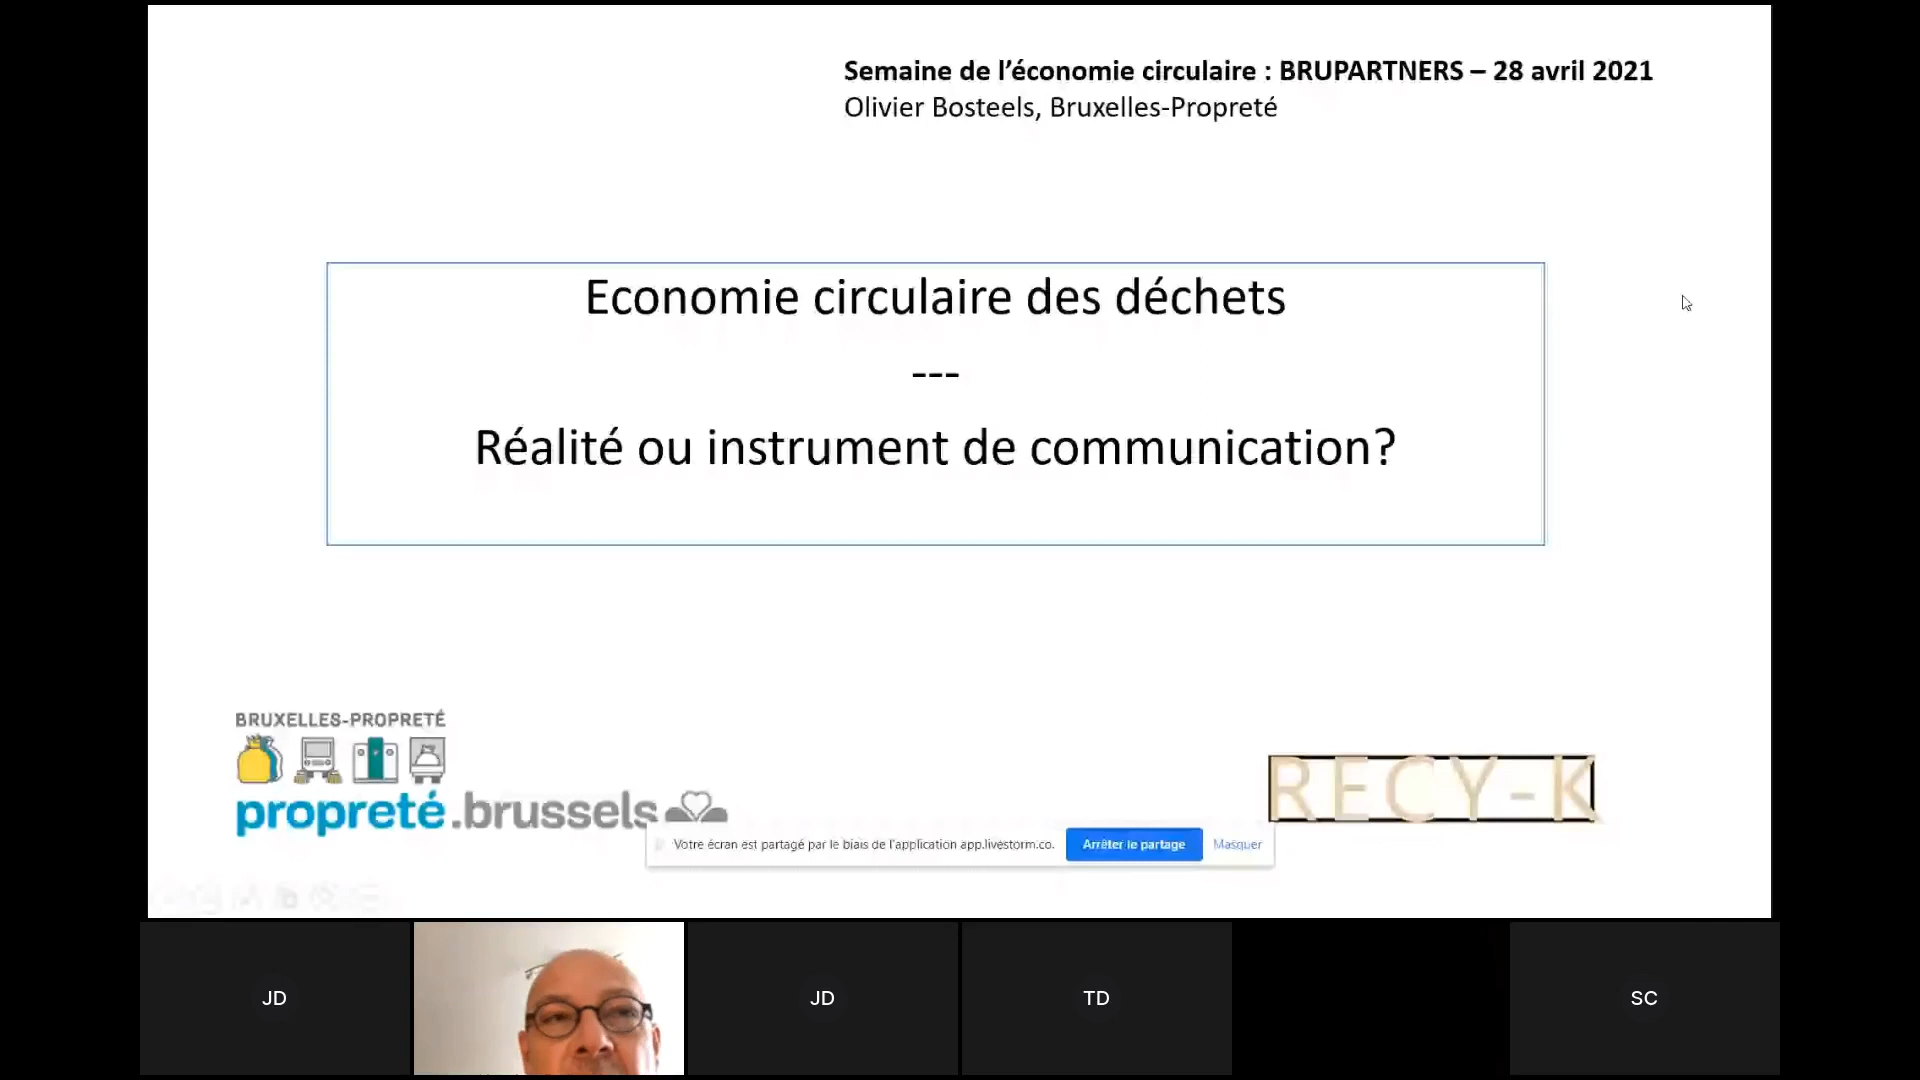 Semaine de l’économie circulaire : BRUPARTNERS – 28 avril 2021
Olivier Bosteels, Bruxelles-Propreté
Economie circulaire des déchets
---
Réalité ou instrument de communication?
BRUXELLES-PROPRETÉ
propreté.brussels
RECY-K
Votre écran est partagé par le biais de l'application app.livestorm.co.
Arrêter le partage
Masquer
JD
JD
TD
SC